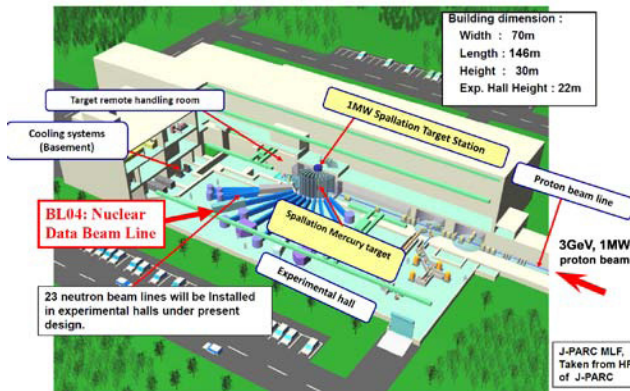 Building dimension :
Width : 70m
Length : 146m
Height : 30m
Exp. Hall Height : 22m
Target remote handling room
1MW Spallation Target Station
Cooling systems
(Basement)
Proton beam line
BL04: Nuclear
Data Beam Line
Spallation Mercury target
3GeV, 1MW
proton beam
Experimental hall
23 neutron beam lines will be Installed
in experimental halls under present
design.
J-PARC MLF,
Taken from HP
of J-PARC